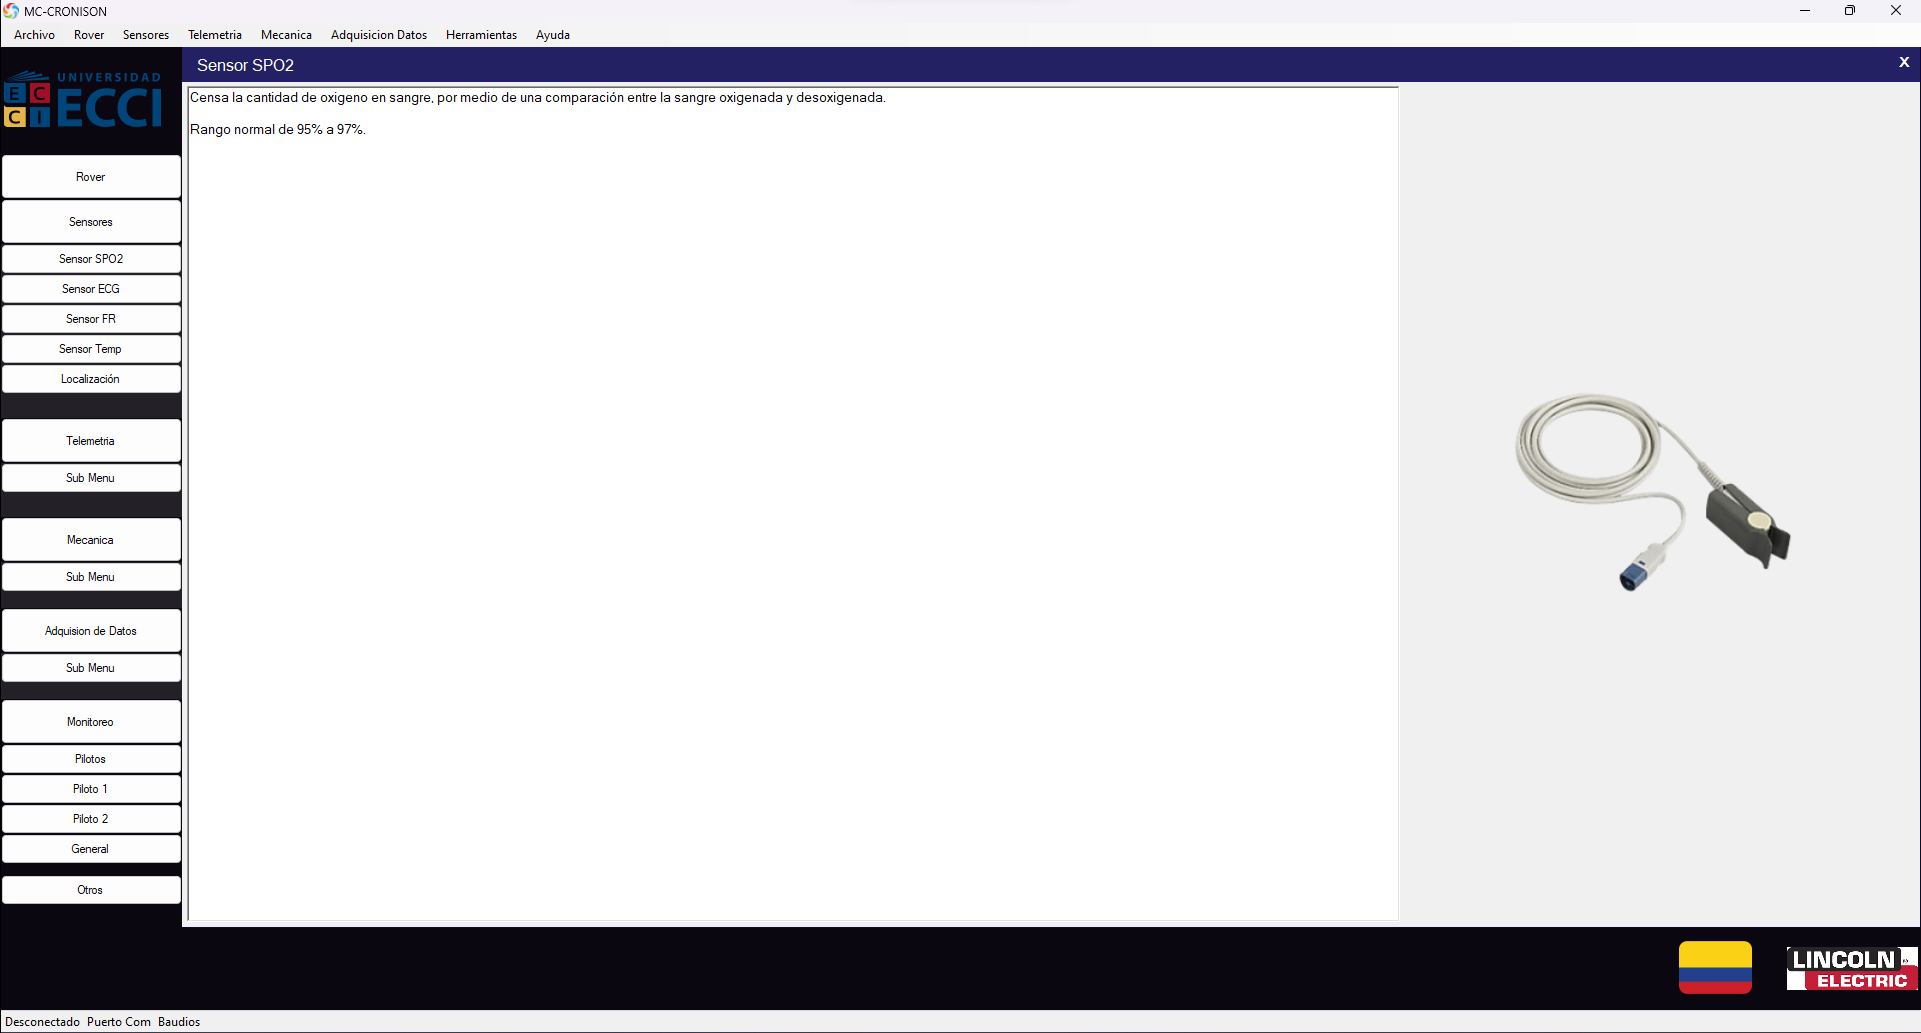 MC-CRONISON
Archivo Rover Sensores Telemetria Mecanica Adquisicion Datos Herramientas Ayuda
UNIVERSIDAD
E C C I ECCI
Sensor SPO2 X
Censa la cantidad de oxigeno en sangre, por medio de una comparación entre la sangre oxigenada y desoxigenada.
Rango normal de 95% a 97%.
Rover
Sensores
Sensor SPO2
Sensor ECG
Sensor FR
Sensor Temp
Localización
Telemetria
Sub Menu
Mecanica
Sub Menu
Adquision de Datos
Sub Menu
Monitoreo
Pilotos
Piloto 1
Piloto 2
General
Otros
LINCOLN ®
ELECTRIC
Desconectado Puerto Com Baudios